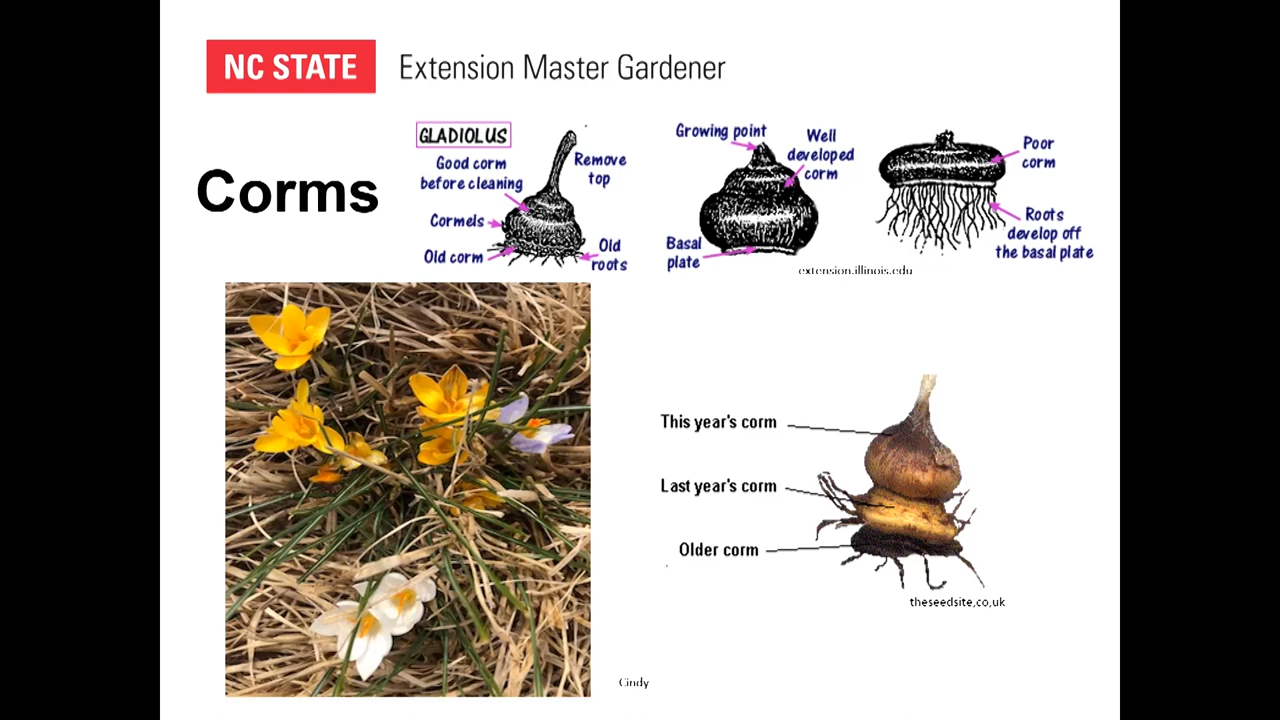 NC STATE Extension Master Gardener
Corms
GLADIOLUS
Good corm
before cleaning
Remove
top
Cormels
Old corm
Old
roots
Growing point
Well
developed
corm
Basal
plate
Poor
corm
Roots
develop off
the basal plate
extension.illinois.edu
This year's corm
Last year's corm
Older corm
theseedsite,co,uk
Cindy